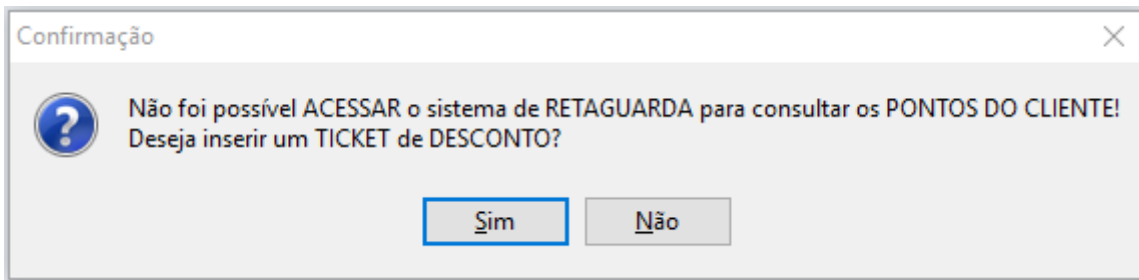 Confirmação
Não foi possível ACESSAR o sistema de RETAGUARDA para consultar os PONTOS DO CLIENTE!
Deseja inserir um TICKET de DESCONTO?
Sim
Não